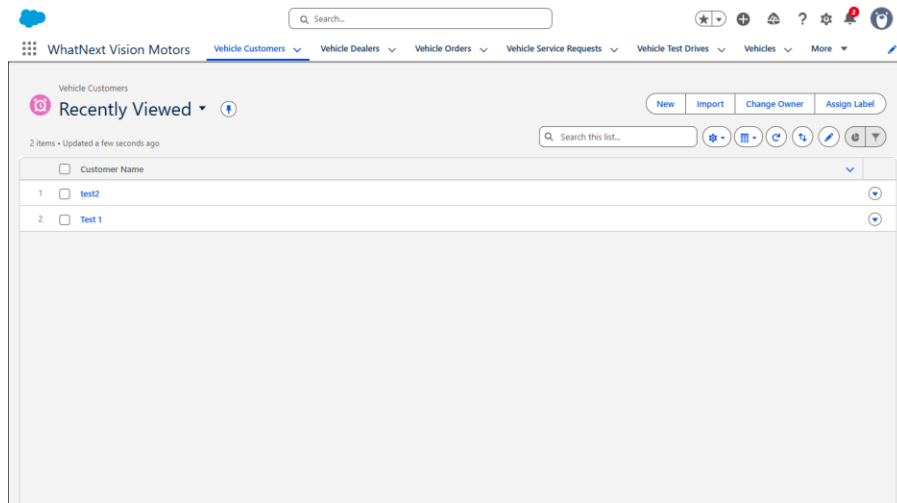 Search...
2
WhatNext Vision Motors
Vehicle Customers
Vehicle Dealers
Vehicle Orders
Vehicle Service Requests
Vehicle Test Drives
Vehicles
More
Vehicle Customers
Recently Viewed
New
Import
Change Owner
Assign Label
2 items • Updated a few seconds ago
Search this list...
Customer Name
1 test2
2 Test 1